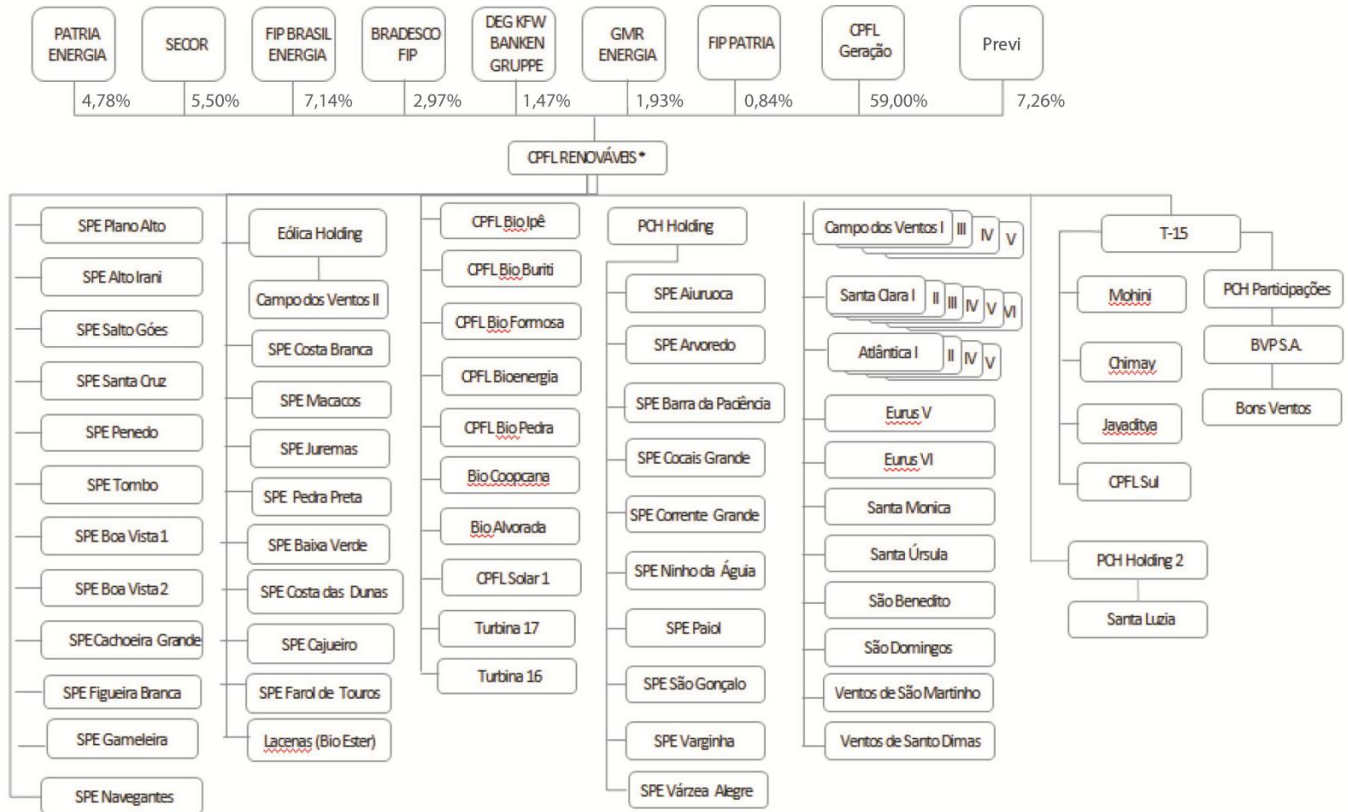 PATRIA
ENERGIA
SECOR
FIP BRASIL
ENERGIA
BRADESCO
FIP
DEG KFW
BANKEN
GRUPPE
GMR
ENERGIA
FIP PATRIA
CPFL
Geração
Previ
4,78%
5,50%
7,14%
2,97%
1,47%
1,93%
0,84%
59,00%
7,26%
CPFL RENOVÁVEIS *
SPE Plano Alto
SPE Alto Irani
SPE Salto Góes
SPE Santa Cruz
SPE Penedo
SPE Tombo
SPE Boa Vista 1
SPE Boa Vista 2
SPE Cachoeira Grande
SPE Figueira Branca
SPE Gameleira
SPE Navegantes
Eólica Holding
Campo dos Ventos II
SPE Costa Branca
SPE Macacos
SPE Juremas
SPE Pedra Preta
SPE Baixa Verde
SPE Costa das Dunas
SPE Cajueiro
SPE Farol de Touros
Lacenas (Bio Ester)
CPFL Bio Ipê
CPFL Bio Buriti
CPFL Bio Formosa
CPFL Bioenergia
CPFL Bio Pedra
Bio Coopcana
Bio Alvorada
CPFL Solar 1
Turbina 17
Turbina 16
PCH Holding
SPE Aiuruoca
SPE Arvoredo
SPE Barra da Paciência
SPE Cocais Grande
SPE Corrente Grande
SPE Ninho da Águia
SPE Paiol
SPE São Gonçalo
SPE Varginha
SPE Várzea Alegre
Campo dos Ventos I III IV V
Santa Clara I II III IV V VI
Atlântica I II IV V
Eurus V
Eurus VI
Santa Monica
Santa Úrsula
São Benedito
São Domingos
Ventos de São Martinho
Ventos de Santo Dimas
T-15
Mohini
Chimay
Jayaditya
CPFL Sul
PCH Participações
BVP S.A.
Bons Ventos
PCH Holding 2
Santa Luzia